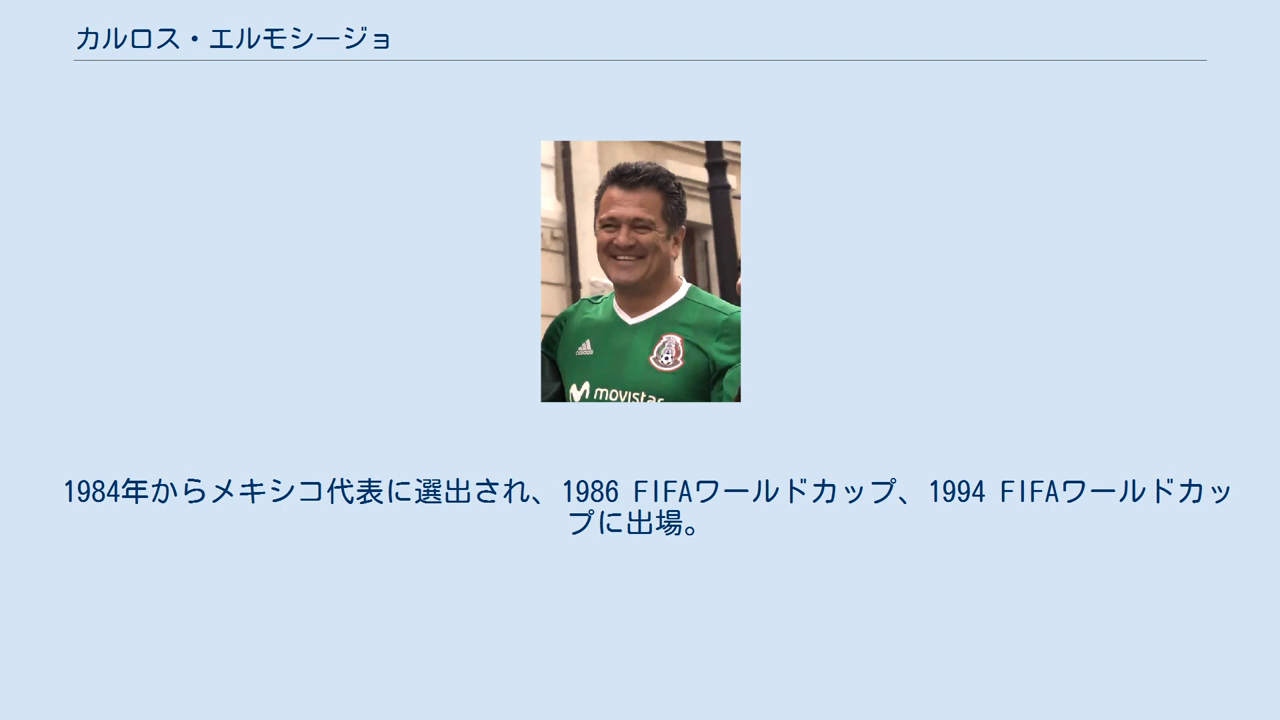 カルロス・エルモシージョ
movistar
1984年からメキシコ代表に選出され、1986 FIFAワールドカップ、1994 FIFAワールドカッ
プに出場。